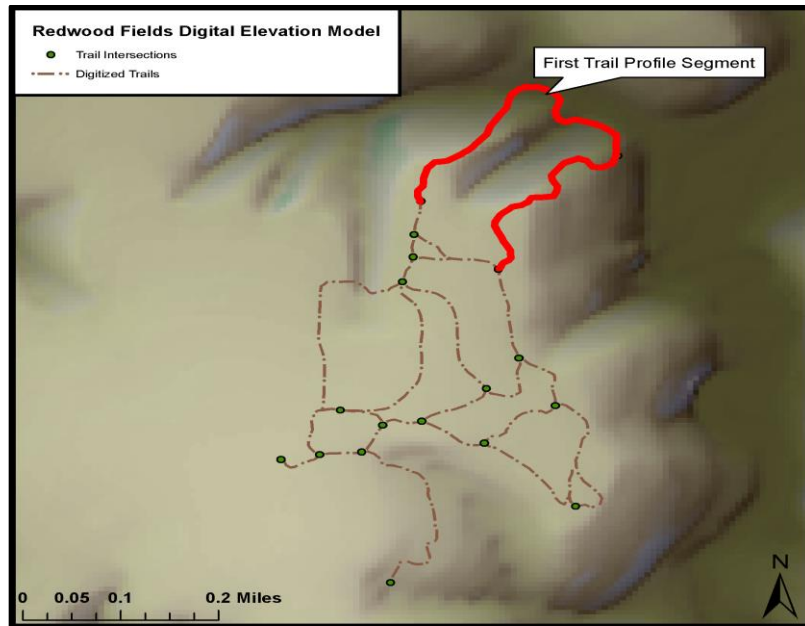 Redwood Fields Digital Elevation Model
Trail Intersections
Digitized Trails
First Trail Profile Segment
N
0 0.05 0.1 0.2 Miles